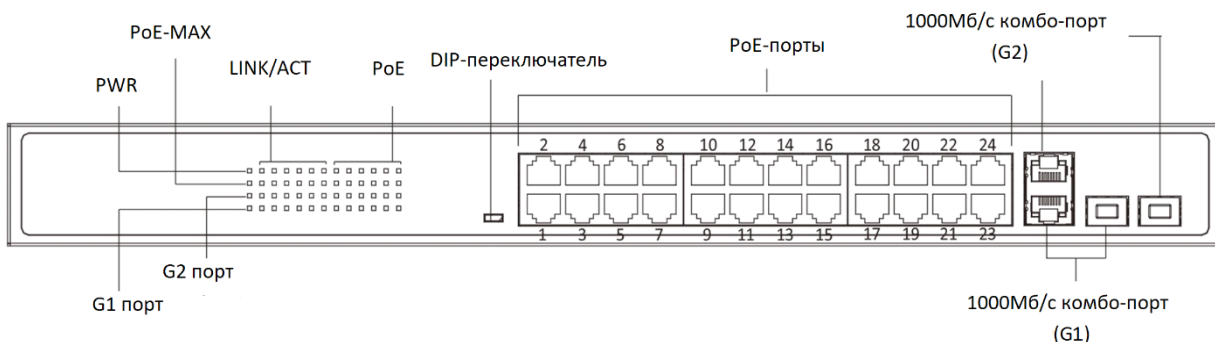 1000Мб/с комбо-порт
(G2)
PoE-MAX
PoE-порты
LINK/ACT
PoE
DIP-переключатель
PWR
2 4 6 8 10 12 14 16 18 20 22 24
1 3 5 7 9 11 13 15 17 19 21 23
G2 порт
G1 порт
1000Мб/с комбо-порт
(G1)